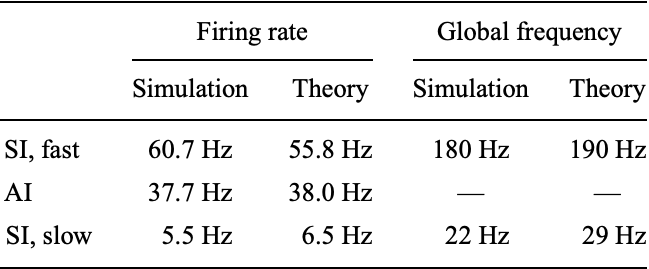 Firing rate Global frequency
Simulation Theory Simulation Theory
SI, fast 60.7 Hz 55.8 Hz 180 Hz 190 Hz
AI 37.7 Hz 38.0 Hz — —
SI, slow 5.5 Hz 6.5 Hz 22 Hz 29 Hz